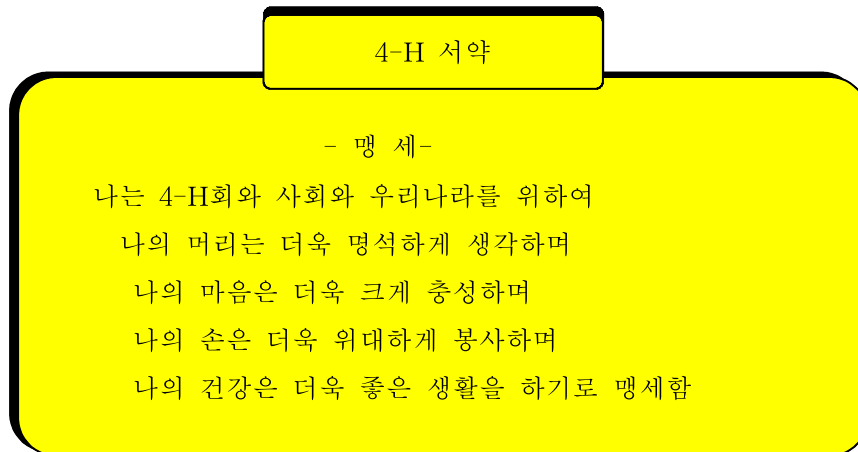 4-H 서약
- 맹 세-
나는 4-H회와 사회와 우리나라를 위하여
나의 머리는 더욱 명석하게 생각하며
나의 마음은 더욱 크게 충성하며
나의 손은 더욱 위대하게 봉사하며
나의 건강은 더욱 좋은 생활을 하기로 맹세함